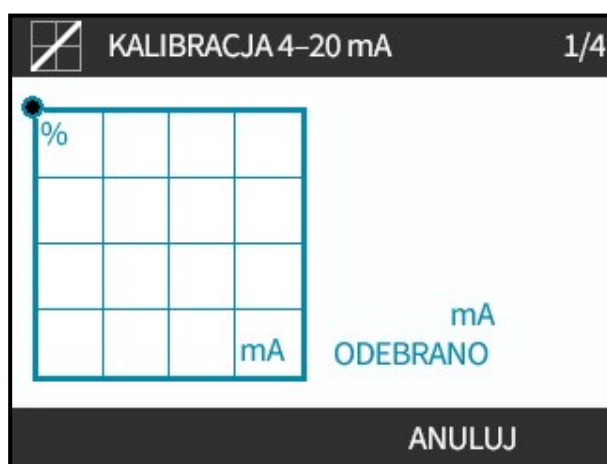 KALIBRACJA 4–20 mA 1/4
%
mA
mA
ODEBRANO
ANULUJ